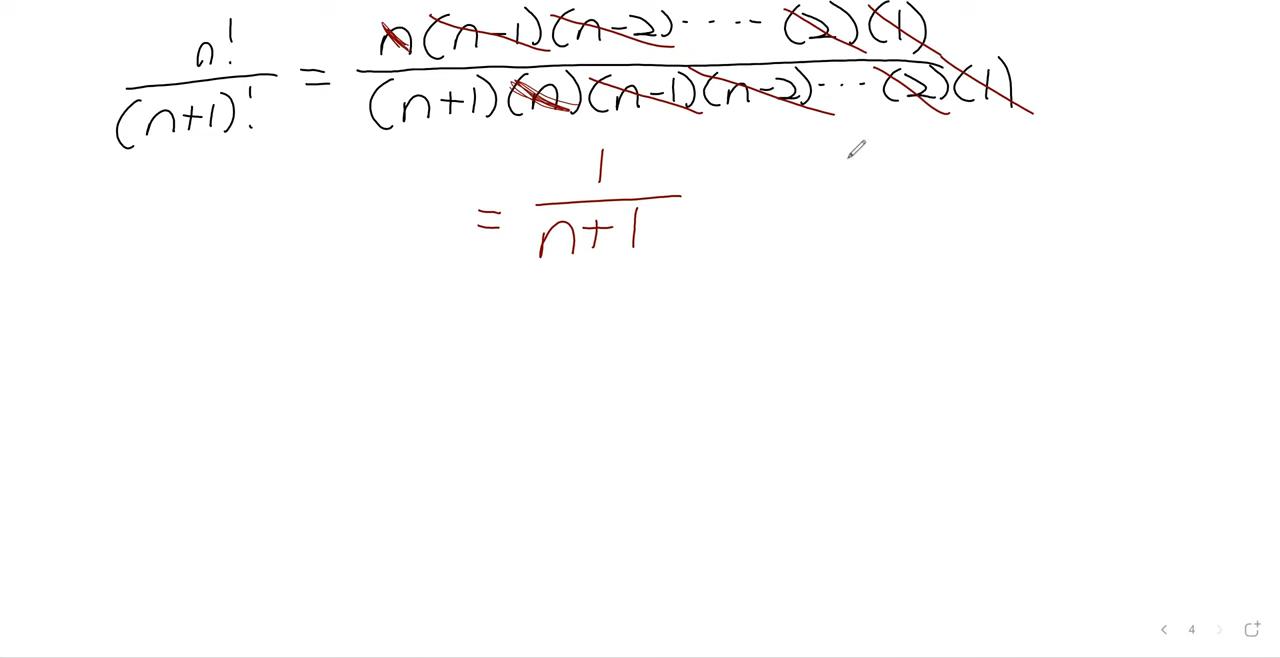 n!/(n+1)! = n(n-1)(n-2)·····(2)(1)/(n+1)(n)(n-1)(n-2)···(2)(1)
= 1/n+1
4